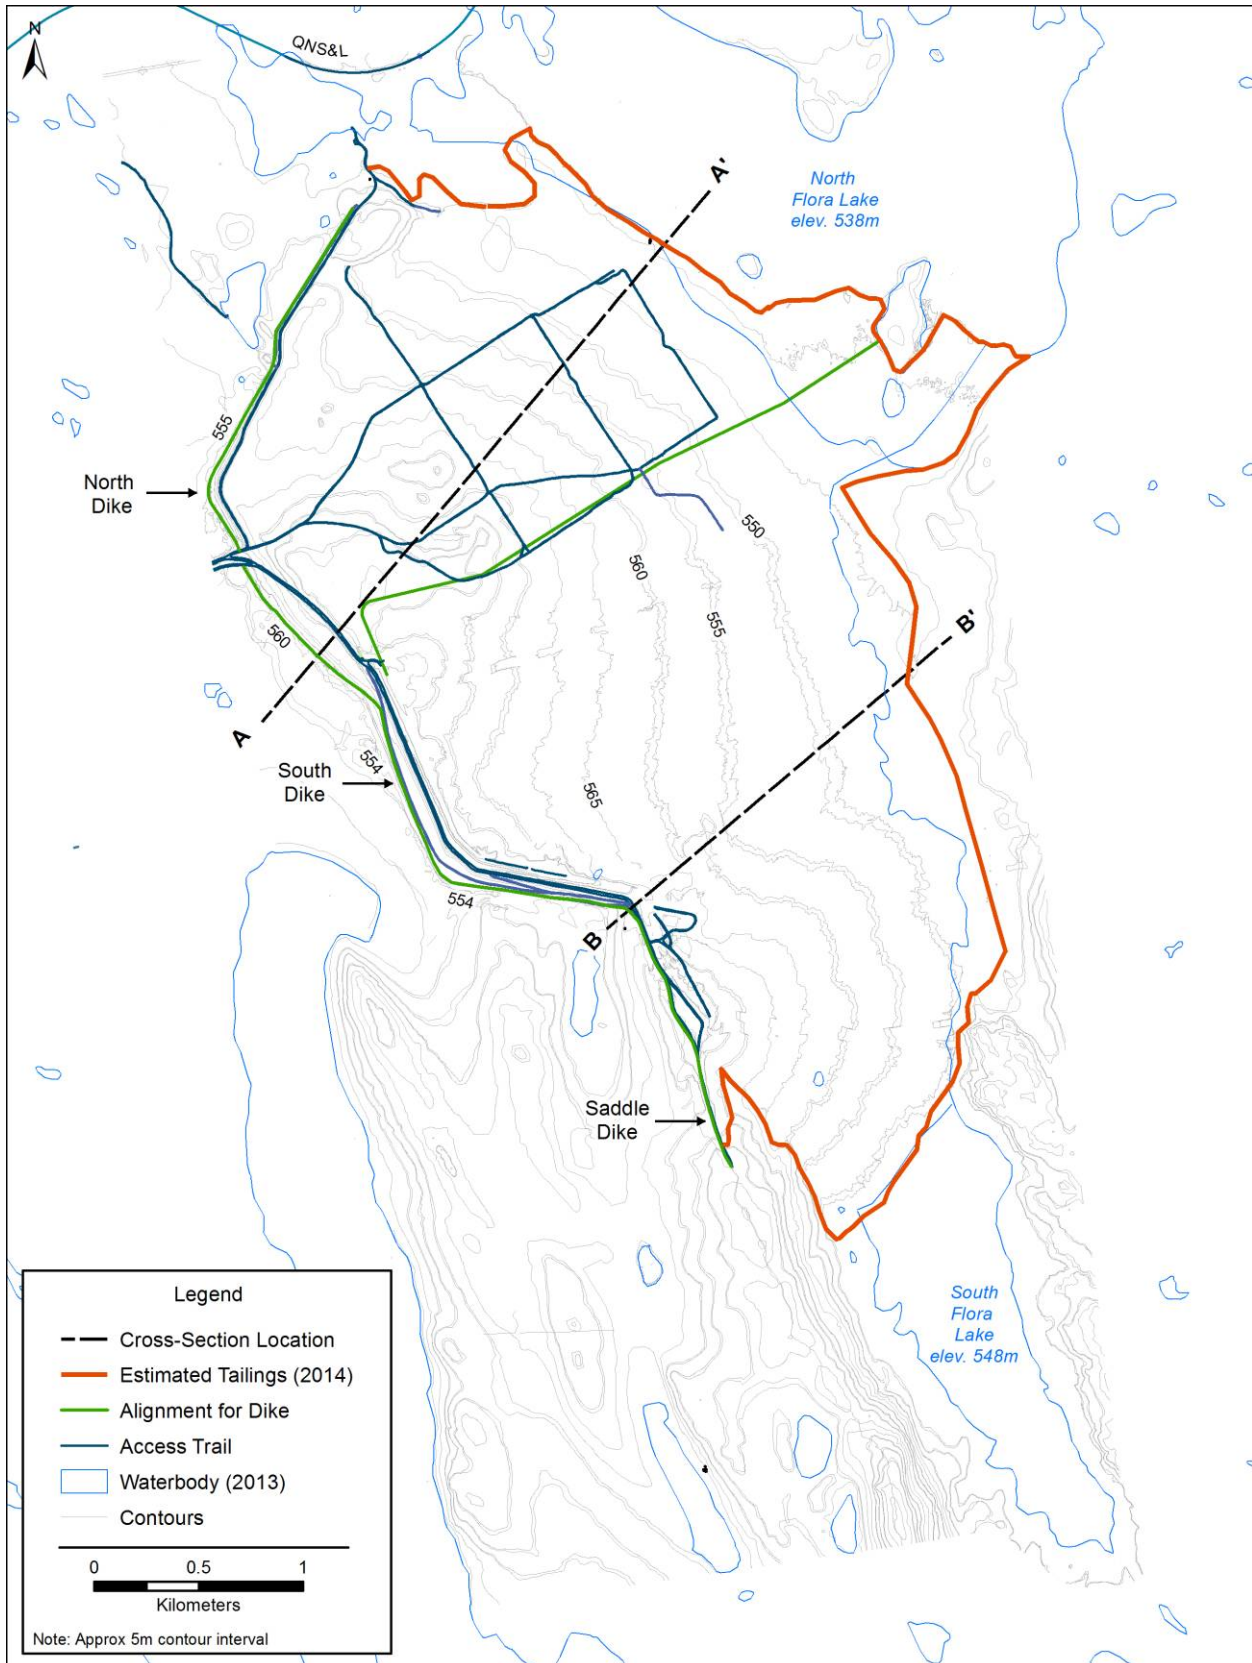 N
QNS&L
A'
North
Flora Lake
elev. 538m
555
North
Dike
550
560
555
560
B'
A
554
South
Dike
565
554
B
Saddle
Dike
South
Flora
Lake
elev. 548m
Legend
Cross-Section Location
Estimated Tailings (2014)
Alignment for Dike
Access Trail
Waterbody (2013)
Contours
0 0.5 1
Kilometers
Note: Approx 5m contour interval